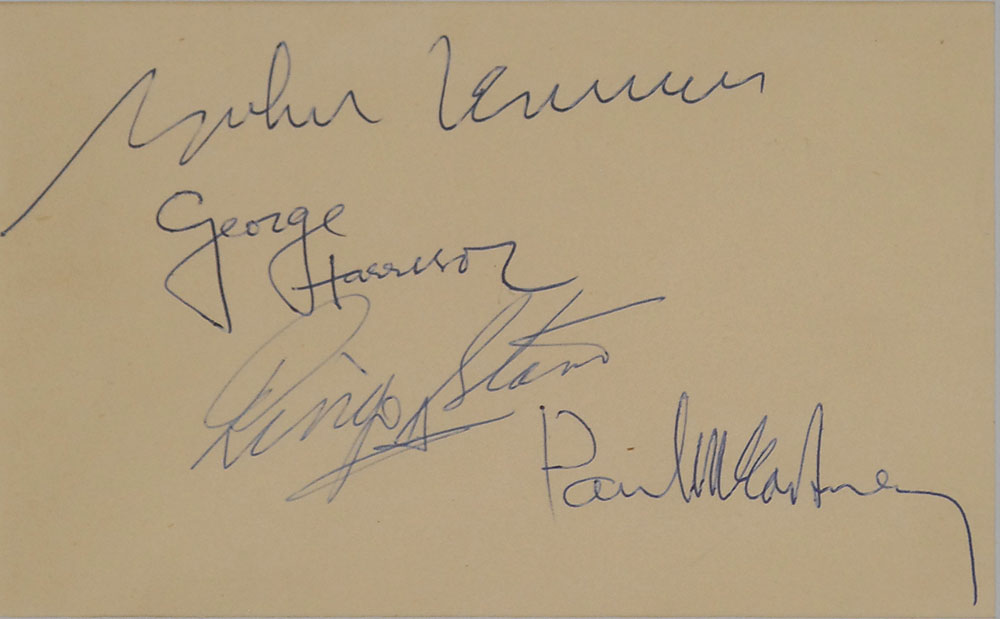 John Lennon
George
Harrison
Ringo Starr
Paul McCartney